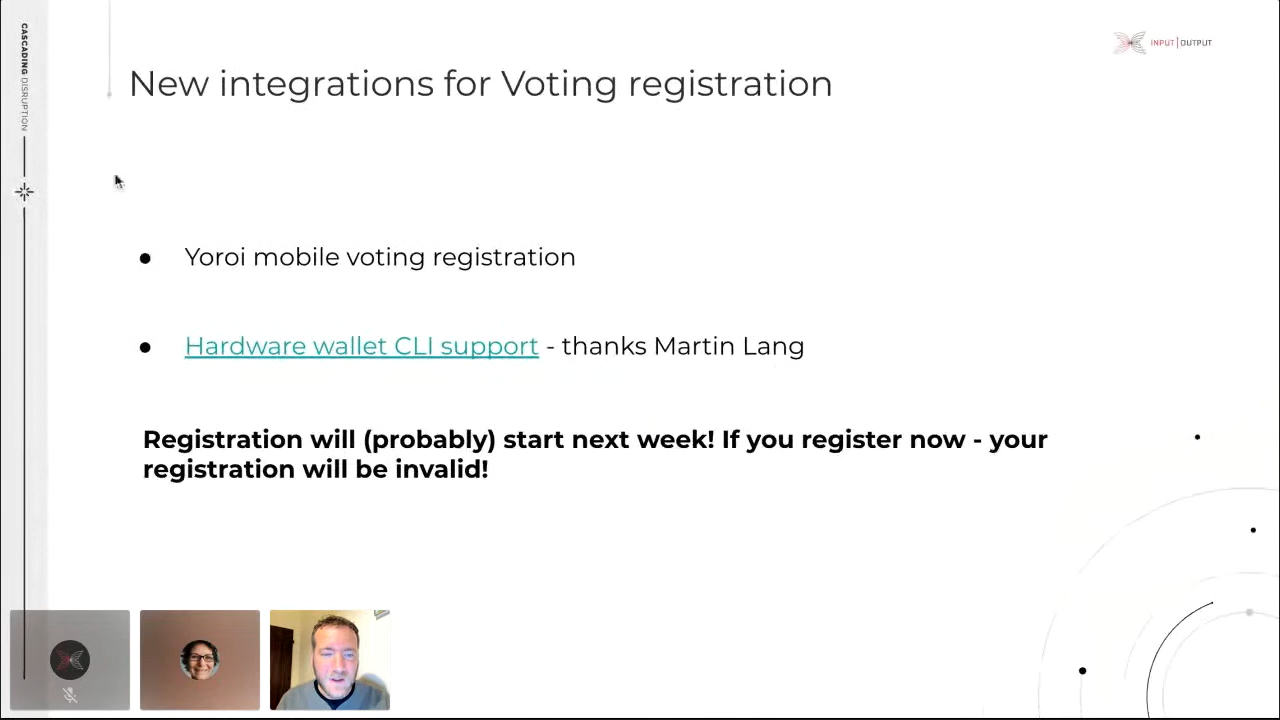 CASCADING DISRUPTION
INPUT | OUTPUT
New integrations for Voting registration
● Yoroi mobile voting registration
● Hardware wallet CLI support - thanks Martin Lang
Registration will (probably) start next week! If you register now - your
registration will be invalid!